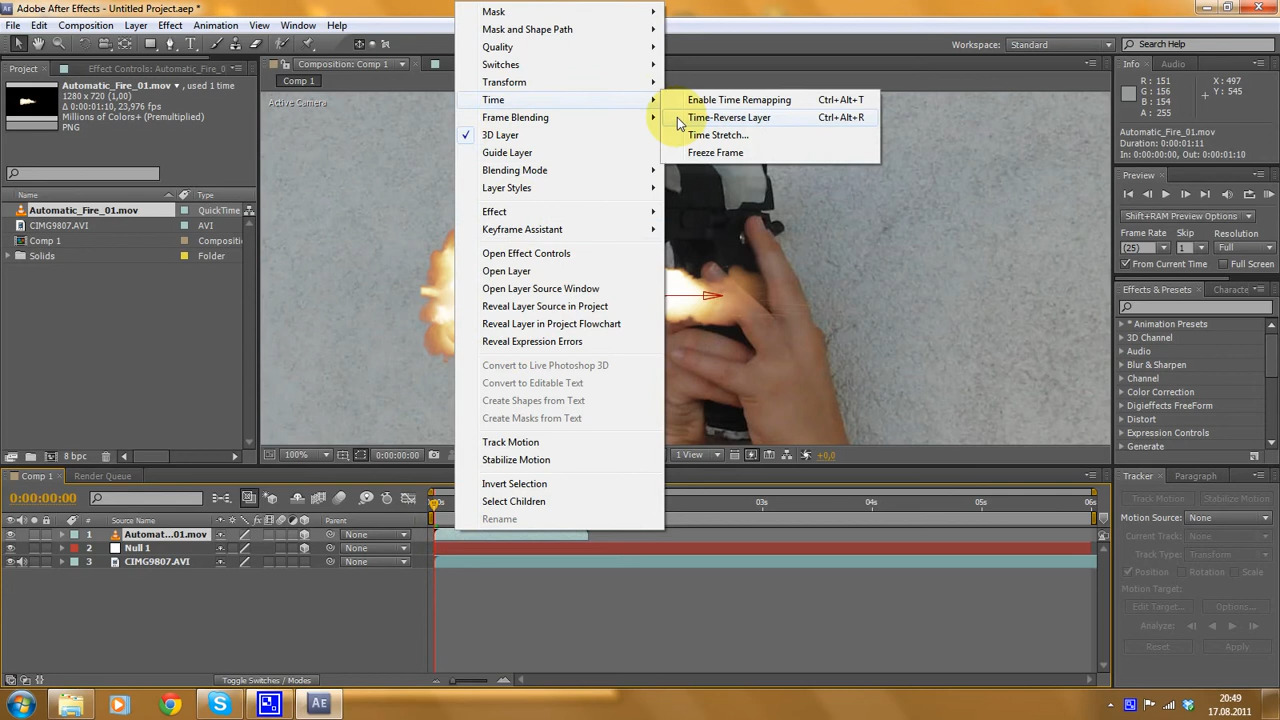 Adobe After Effects - Untitled Project.aep *
File Edit Composition Layer Animation View Window Help
Workspace: Standard
Search Help
Project
Effect Controls: Automatic_Fire_0
Automatic_Fire_01.mov ▾, used 1 time
1280 x 720 (1,00)
Δ 0:00:01:10, 23,976 fps
Millions of Colors+ (Premultiplied)
PNG
Name Type
Automatic_Fire_01.mov QuickTime
CIMG9807.AVI AVI
Comp 1 Compositi
Solids Folder
8 bpc
Composition: Comp 1
Comp 1
Active Camera
Mask
Mask and Shape Path
Quality
Switches
Transform
Time
Frame Blending
3D Layer
Guide Layer
Blending Mode
Layer Styles
Effect
Keyframe Assistant
Open Effect Controls
Open Layer
Open Layer Source Window
Reveal Layer Source in Project
Reveal Layer in Project Flowchart
Reveal Expression Errors
Convert to Live Photoshop 3D
Convert to Editable Text
Create Shapes from Text
Create Masks from Text
Track Motion
Stabilize Motion
Invert Selection
Select Children
Rename
Enable Time Remapping Ctrl+Alt+T
Time-Reverse Layer Ctrl+Alt+R
Time Stretch...
Freeze Frame
100%
0:00:00:00
1 View
+0,0
Info
Audio
R : 151
G : 156
B : 154
A : 255
X : 497
Y : 545
Automatic_Fire_01.mov
Duration: 0:00:01:11
In: 0:00:00:00, Out: 0:00:01:10
Preview
Shift+RAM Preview Options
Frame Rate Skip Resolution
(25) 1 Full
From Current Time Full Screen
Effects & Presets
Characte
* Animation Presets
3D Channel
Audio
Blur & Sharpen
Channel
Color Correction
Digieffects FreeForm
Distort
Expression Controls
Generate
Comp 1
Render Queue
0:00:00:00
# Source Name Parent
1 Automat...01.mov None
2 Null 1 None
3 CIMG9807.AVI None
03s 04s 05s 06s
Toggle Switches / Modes
Tracker
Paragraph
Track Motion Stabilize Motion
Motion Source: None
Current Track: None
Track Type: Transform
Position Rotation Scale
Motion Target:
Edit Target... Options...
Analyze:
Reset Apply
20:49
17.08.2011